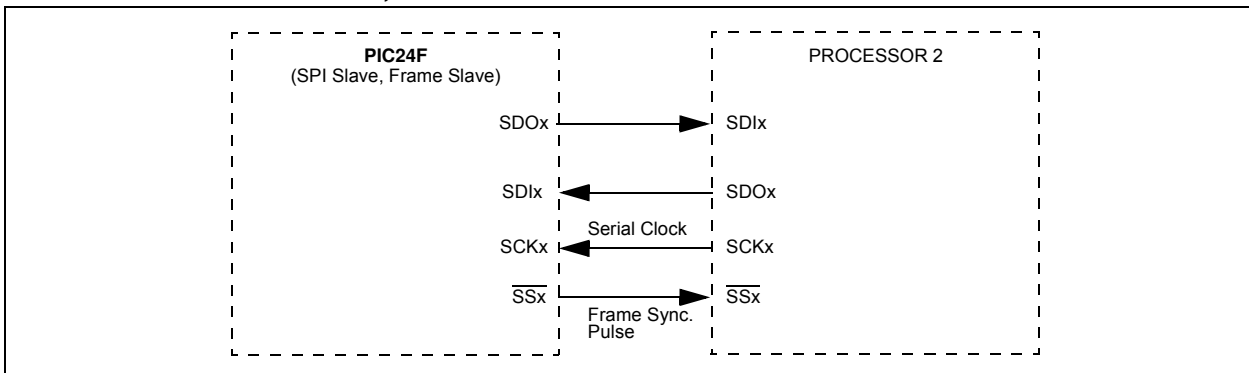 PIC24F
(SPI Slave, Frame Slave)
PROCESSOR 2
SDOx
SDIx
SDIx
SDOx
Serial Clock
SCKx
SCKx
SSx
SSx
Frame Sync.
Pulse